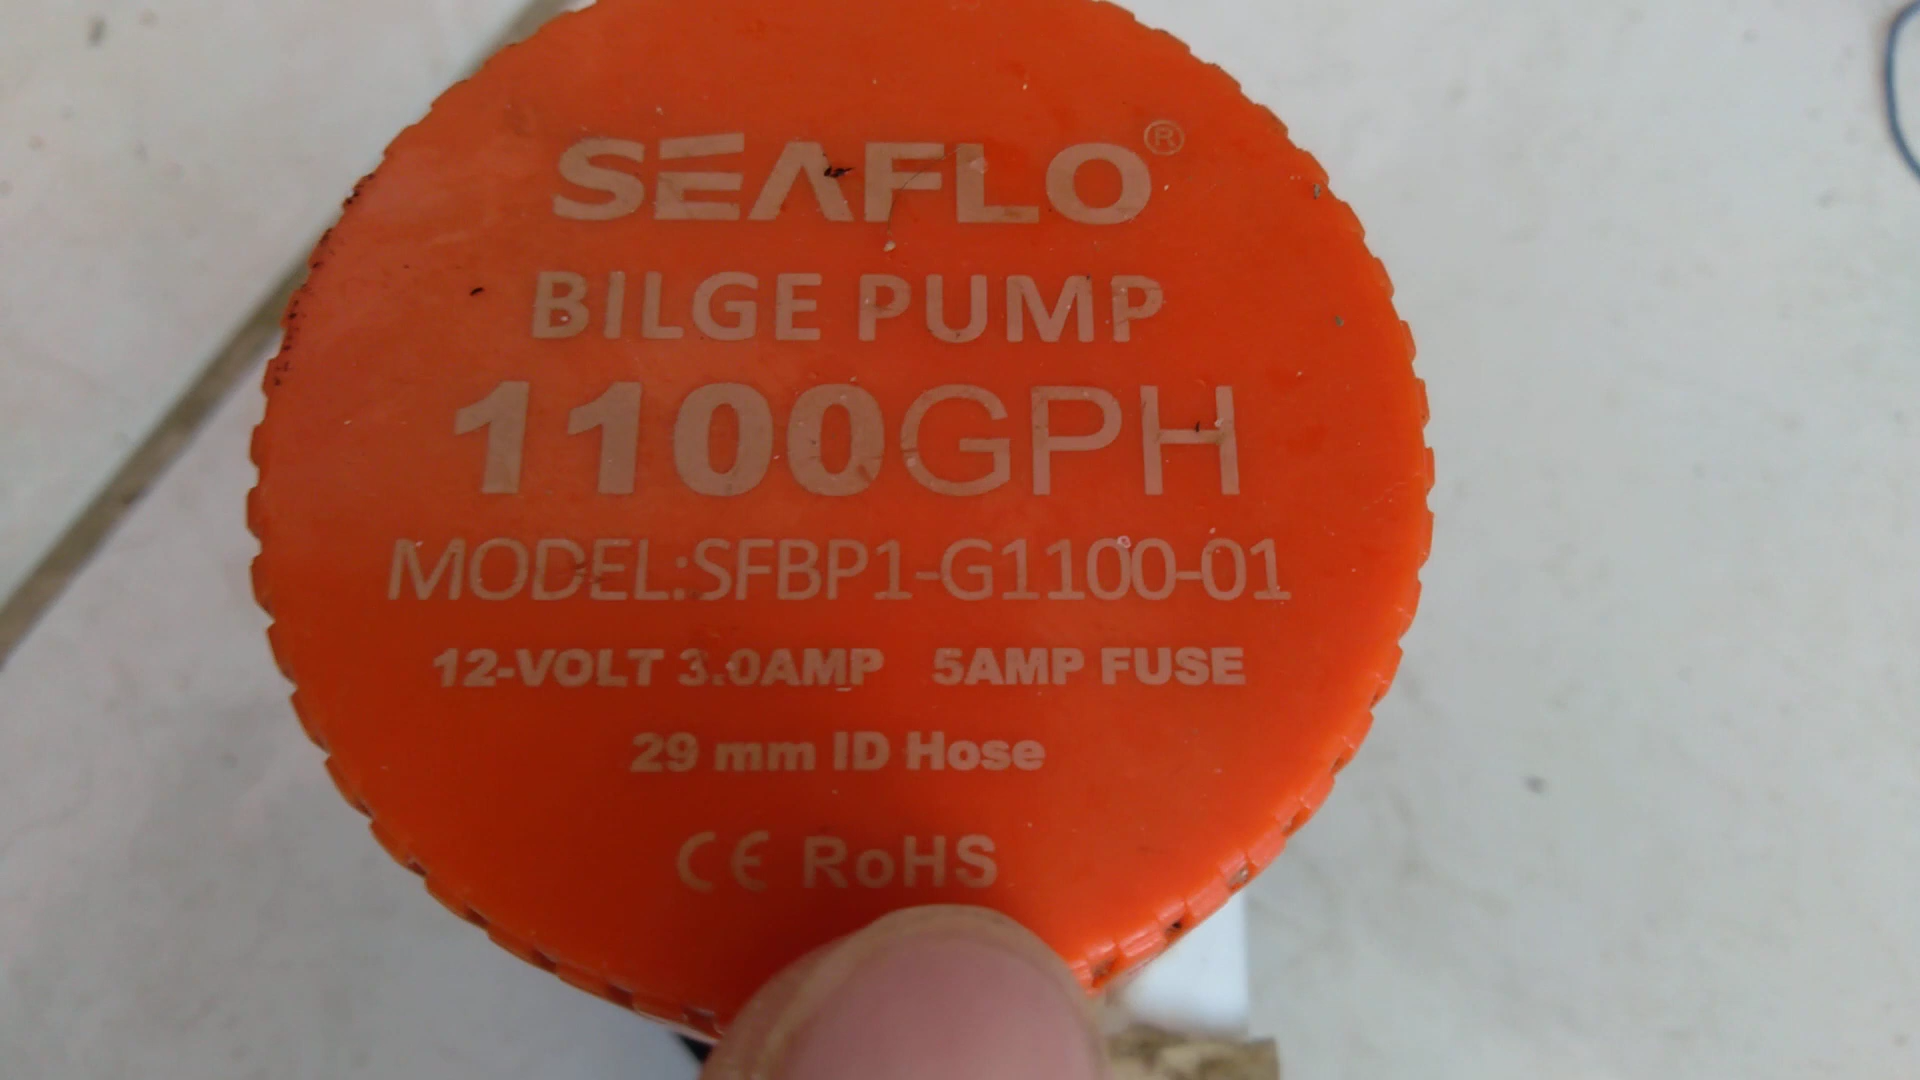 SEAFLO®
BILGE PUMP
1100GPH
MODEL:SFBP1-G1100-01
12-VOLT 3.0AMP 5AMP FUSE
29 mm ID Hose
CE RoHS